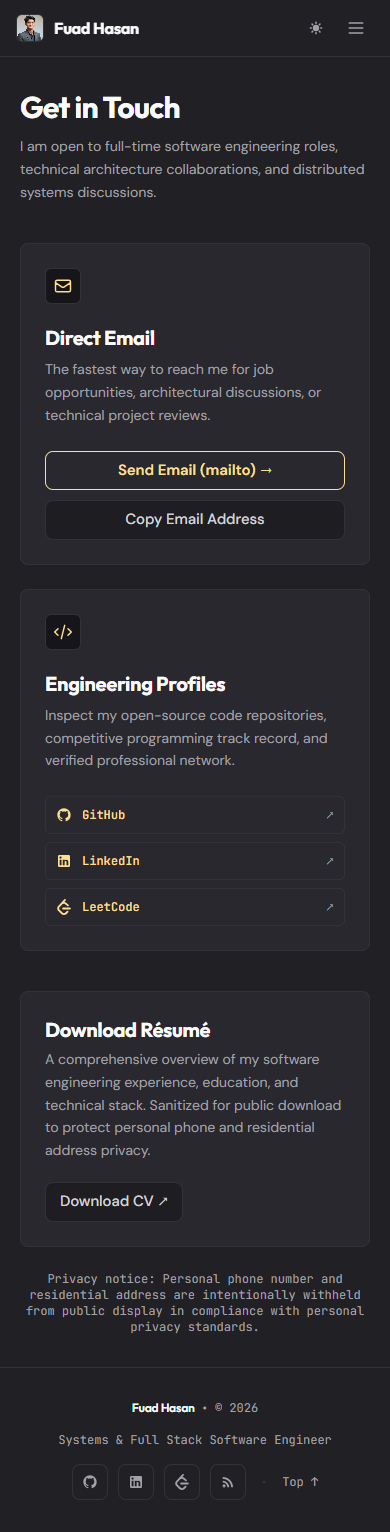 Fuad Hasan
Get in Touch
I am open to full-time software engineering roles,
technical architecture collaborations, and distributed
systems discussions.
Direct Email
The fastest way to reach me for job
opportunities, architectural discussions, or
technical project reviews.
Send Email (mailto) →
Copy Email Address
Engineering Profiles
Inspect my open-source code repositories,
competitive programming track record, and
verified professional network.
GitHub ↗
LinkedIn ↗
LeetCode ↗
Download Résumé
A comprehensive overview of my software
engineering experience, education, and
technical stack. Sanitized for public download
to protect personal phone and residential
address privacy.
Download CV ↗
Privacy notice: Personal phone number and
residential address are intentionally withheld
from public display in compliance with personal
privacy standards.
Fuad Hasan • © 2026
Systems & Full Stack Software Engineer
· Top ↑